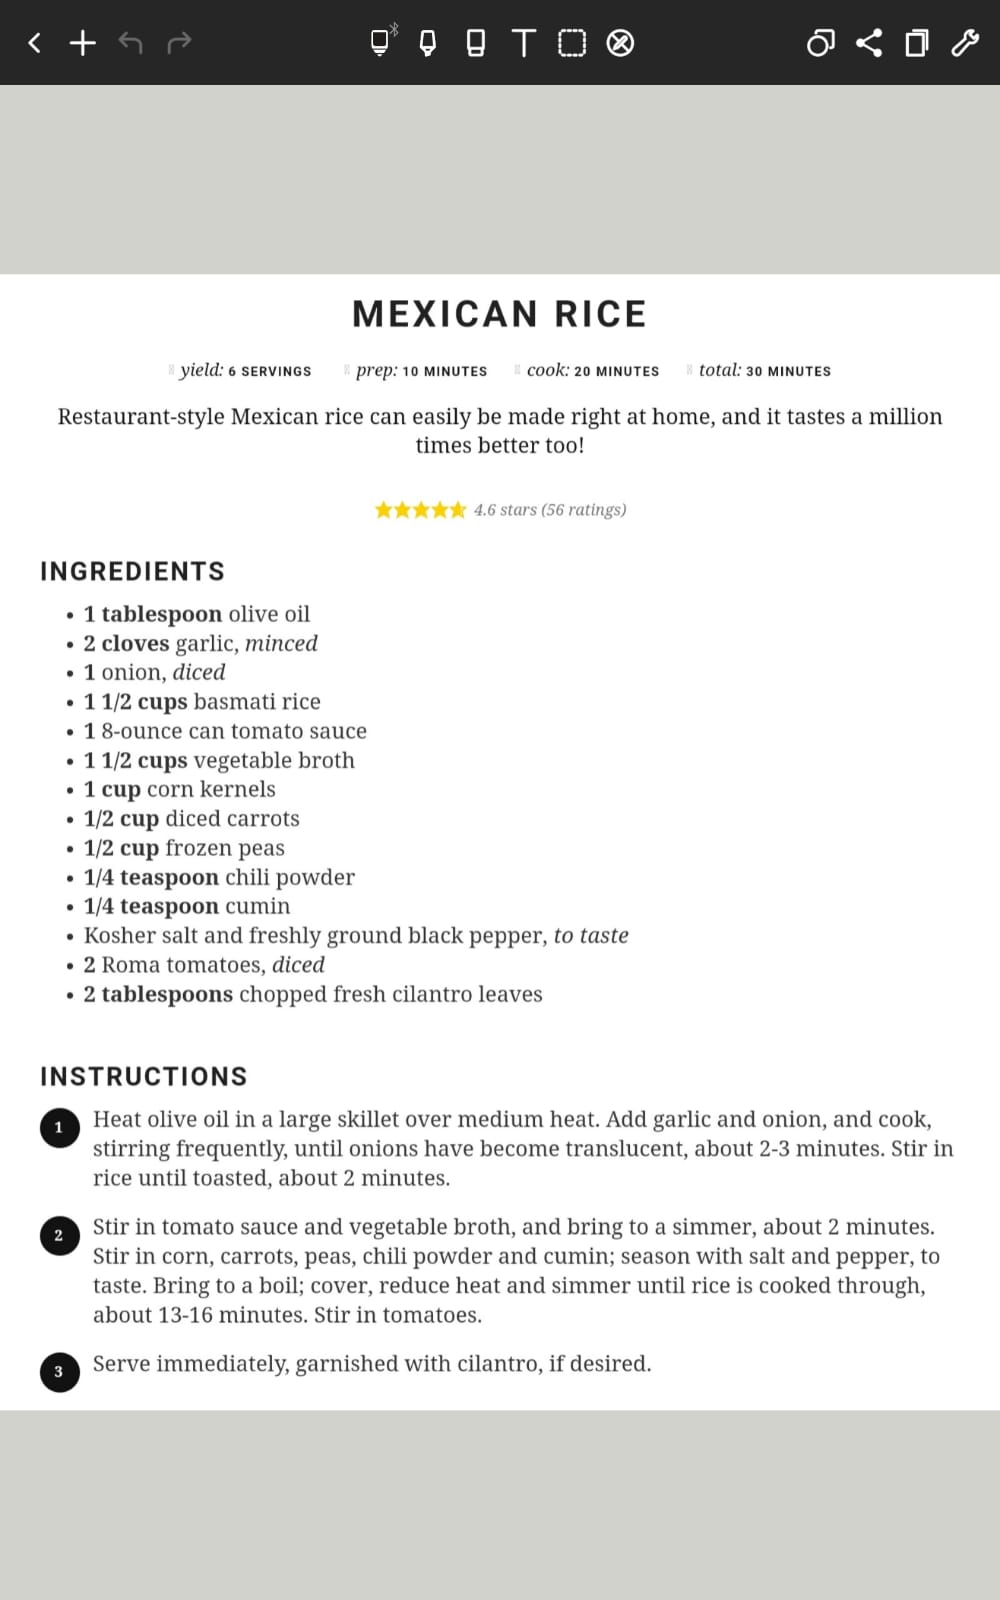 MEXICAN RICE
yield: 6 SERVINGS prep: 10 MINUTES cook: 20 MINUTES total: 30 MINUTES
Restaurant-style Mexican rice can easily be made right at home, and it tastes a million
times better too!
4.6 stars (56 ratings)
INGREDIENTS
• 1 tablespoon olive oil
• 2 cloves garlic, minced
• 1 onion, diced
• 1 1/2 cups basmati rice
• 1 8-ounce can tomato sauce
• 1 1/2 cups vegetable broth
• 1 cup corn kernels
• 1/2 cup diced carrots
• 1/2 cup frozen peas
• 1/4 teaspoon chili powder
• 1/4 teaspoon cumin
• Kosher salt and freshly ground black pepper, to taste
• 2 Roma tomatoes, diced
• 2 tablespoons chopped fresh cilantro leaves
INSTRUCTIONS
1 Heat olive oil in a large skillet over medium heat. Add garlic and onion, and cook,
stirring frequently, until onions have become translucent, about 2-3 minutes. Stir in
rice until toasted, about 2 minutes.
2 Stir in tomato sauce and vegetable broth, and bring to a simmer, about 2 minutes.
Stir in corn, carrots, peas, chili powder and cumin; season with salt and pepper, to
taste. Bring to a boil; cover, reduce heat and simmer until rice is cooked through,
about 13-16 minutes. Stir in tomatoes.
3 Serve immediately, garnished with cilantro, if desired.